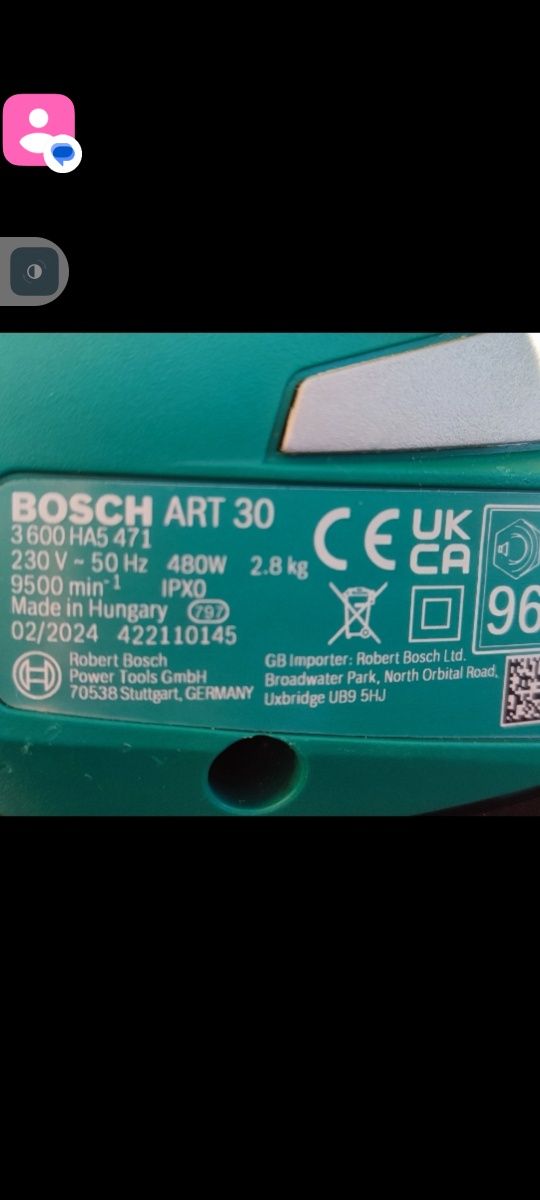 BOSCH ART 30
3 600 HA5 471
230 V ~ 50 Hz 480W 2.8 kg
9500 min⁻¹ IPX0
Made in Hungary 797
02/2024 422110145
Robert Bosch
Power Tools GmbH
70538 Stuttgart, GERMANY
GB Importer: Robert Bosch Ltd.
Broadwater Park, North Orbital Road,
Uxbridge UB9 5HJ
CE
UK
CA
96